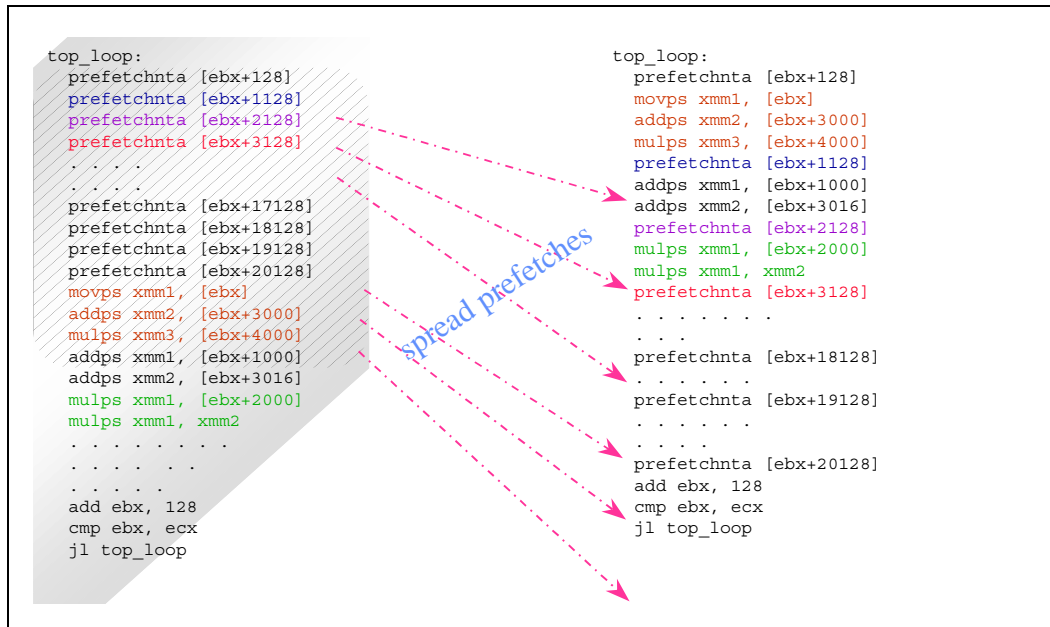 top_loop:
prefetchnta [ebx+128]
prefetchnta [ebx+1128]
prefetchnta [ebx+2128]
prefetchnta [ebx+3128]
. . . .
. . . .
prefetchnta [ebx+17128]
prefetchnta [ebx+18128]
prefetchnta [ebx+19128]
prefetchnta [ebx+20128]
movps xmm1, [ebx]
addps xmm2, [ebx+3000]
mulps xmm3, [ebx+4000]
addps xmm1, [ebx+1000]
addps xmm2, [ebx+3016]
mulps xmm1, [ebx+2000]
mulps xmm1, xmm2
. . . . . . . .
. . . . . .
. . . . .
add ebx, 128
cmp ebx, ecx
jl top_loop
spread prefetches
top_loop:
prefetchnta [ebx+128]
movps xmm1, [ebx]
addps xmm2, [ebx+3000]
mulps xmm3, [ebx+4000]
prefetchnta [ebx+1128]
addps xmm1, [ebx+1000]
addps xmm2, [ebx+3016]
prefetchnta [ebx+2128]
mulps xmm1, [ebx+2000]
mulps xmm1, xmm2
prefetchnta [ebx+3128]
. . . . . . .
. . .
prefetchnta [ebx+18128]
. . . . . .
prefetchnta [ebx+19128]
. . . . . .
. . . .
prefetchnta [ebx+20128]
add ebx, 128
cmp ebx, ecx
jl top_loop